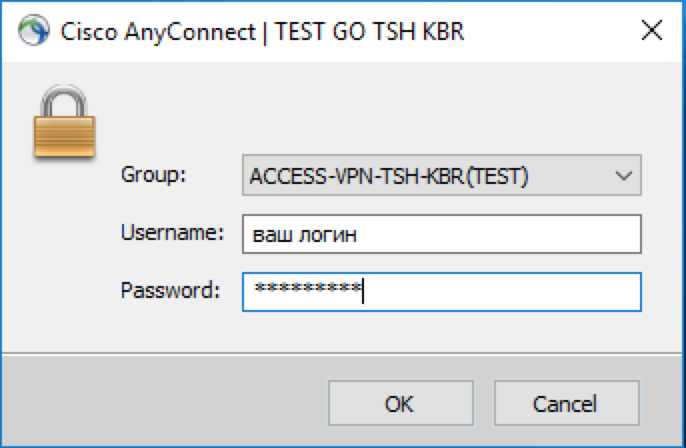 Cisco AnyConnect | TEST GO TSH KBR
Group: ACCESS-VPN-TSH-KBR(TEST)
Username: ваш логин
Password: *********
OK Cancel